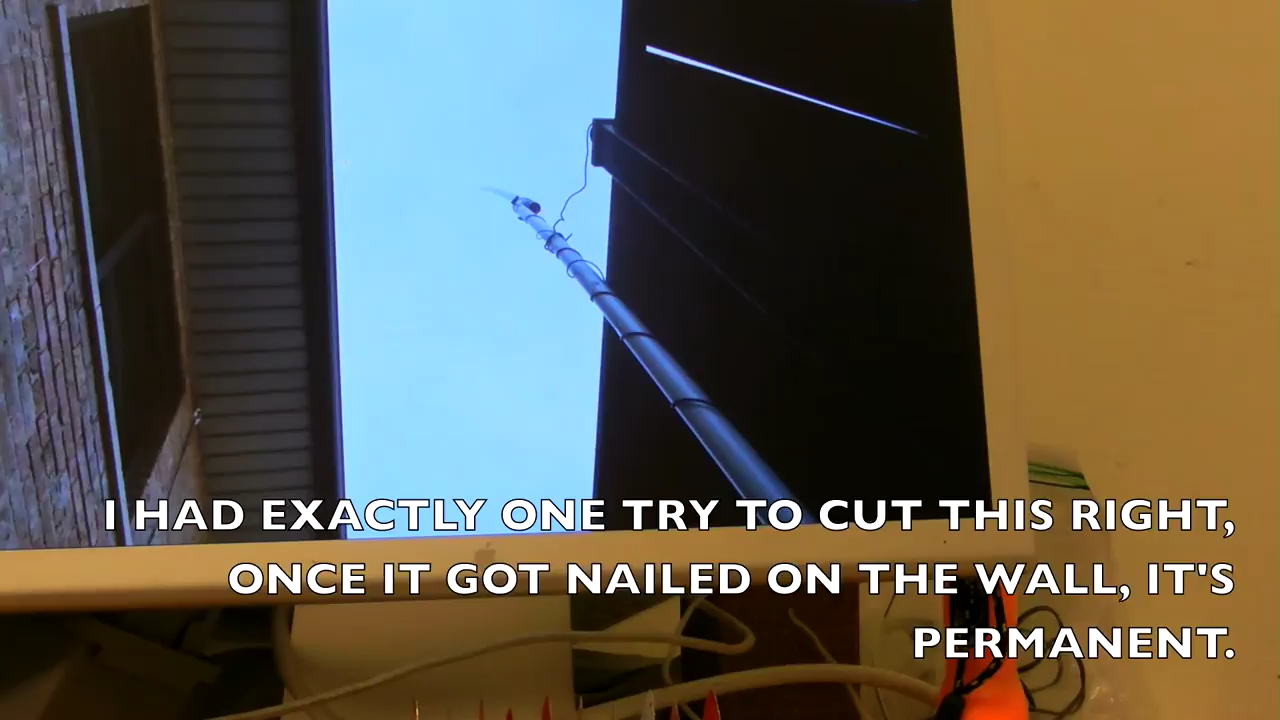 I HAD EXACTLY ONE TRY TO CUT THIS RIGHT,
ONCE IT GOT NAILED ON THE WALL, IT'S
PERMANENT.